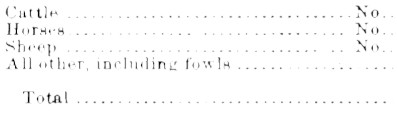 Cattle .......................................... No..
Horses ......................................... No..
Sheep .......................................... No..
All other, including fowls .......................
Total ...................................